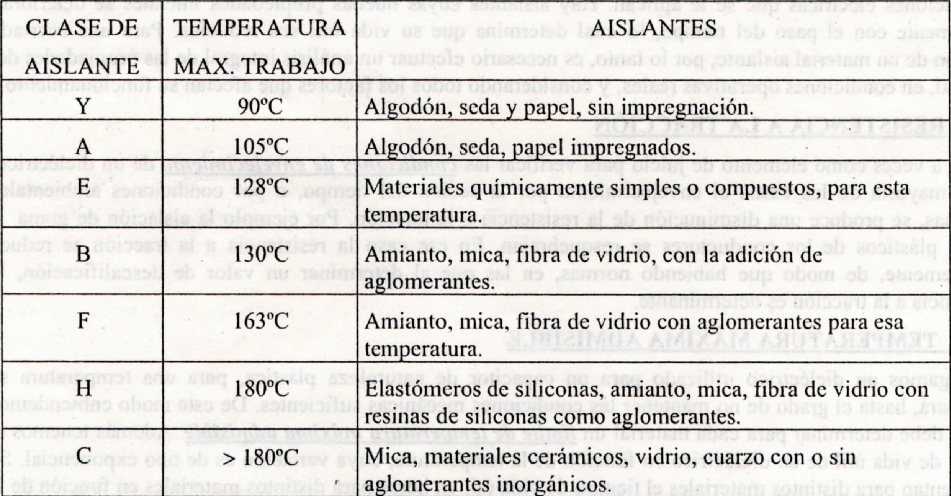 CLASE DE AISLANTE TEMPERATURA MAXX.TRABAJO AISLANTES
Y 90ºC Algodón, seda y papel, sin impregnación.
A 105ºC Algodón, seda, papel impregnados.
E 128ºC Materiales químicamente simples o compuestos, para esta
temperatura.
B 130ºC Amianto, mica, fibra de vidrio, con la adición de
aglomerantes.
F 163ºC Amianto, mica, fibra de vidrio con aglomerantes para esa
temperatura.
H 180ºC Elastómeros de siliconas, amianto, mica, fibra de vidrio con
resinas de siliconas como aglomerantes.
C > 180ºC Mica, materiales cerámicos, vidrio, cuarzo con o sin
aglomerantes inorgánicos.